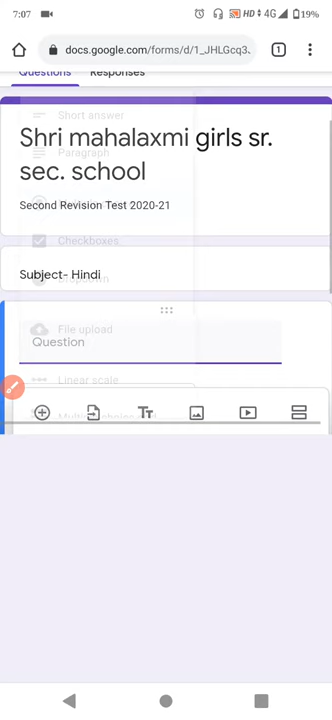 7:07
HD 4G 19%
docs.google.com/forms/d/1_JHLGcq3
1
Questions Responses
Short answer
Shri mahalaxmi girls sr.
Paragraph
sec. school
Second Revision Test 2020-21
Checkboxes
Subject- Hindi
File upload
Question
Linear scale
Tt